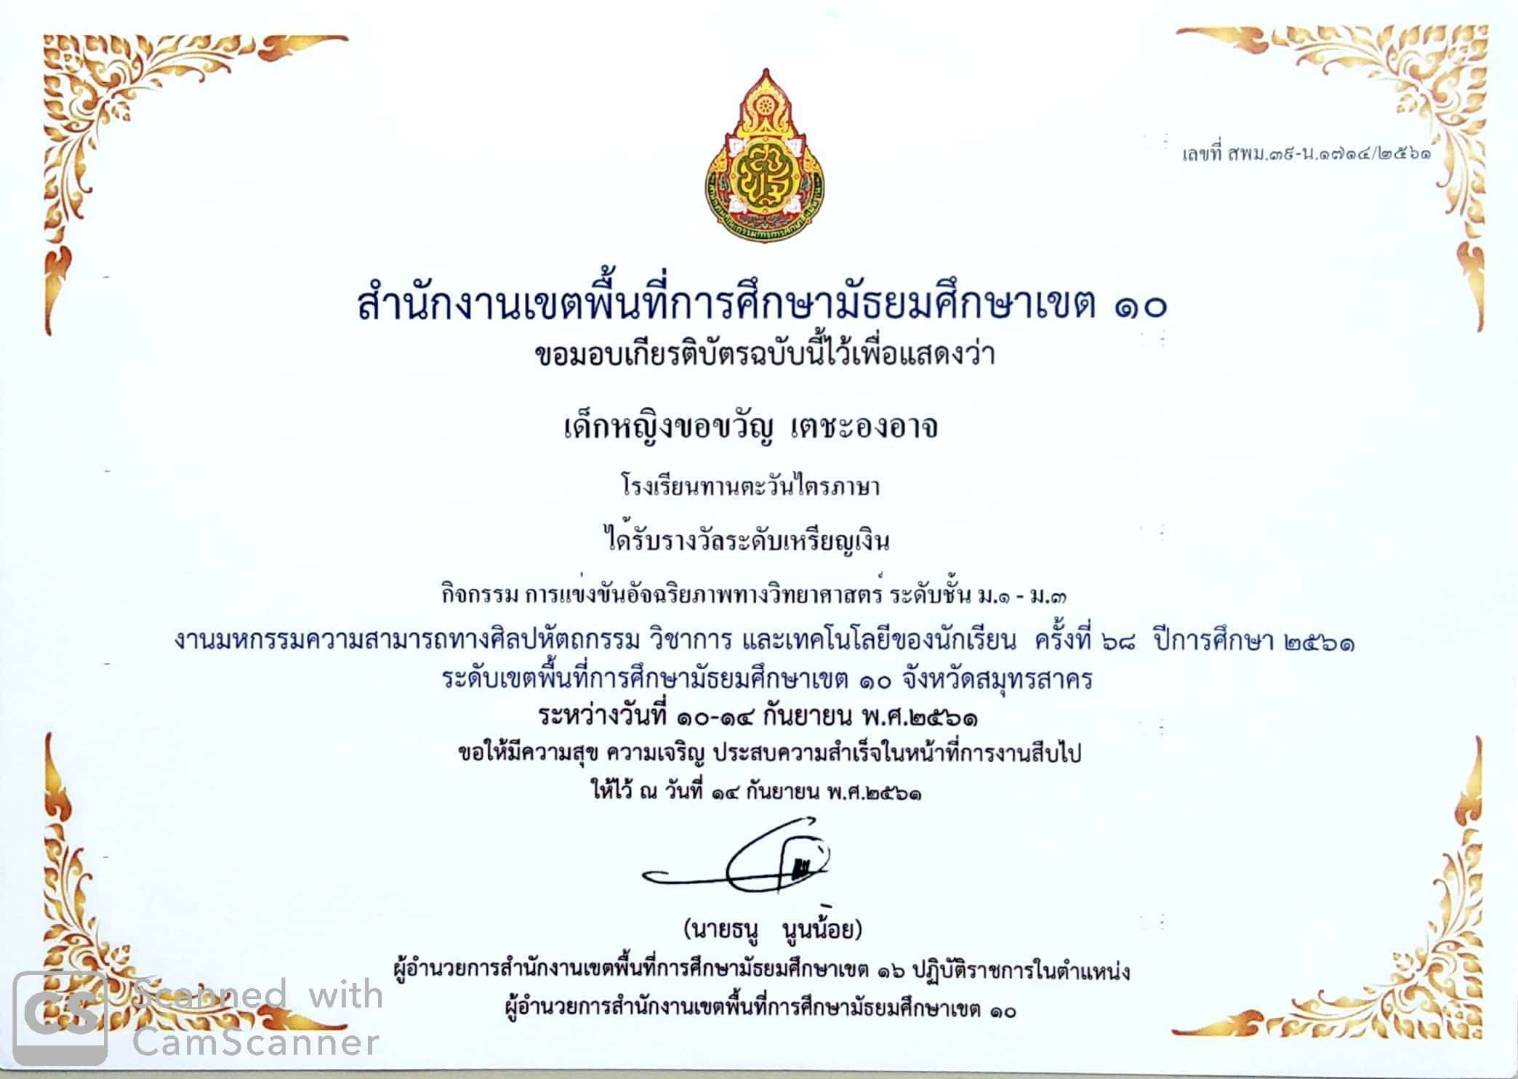 เลขที่ สพม.๓๙-น.๑๗๑๔/๒๕๖๑
สำนักงานเขตพื้นที่การศึกษามัธยมศึกษาเขต ๑๐
ขอมอบเกียรติบัตรฉบับนี้ไว้เพื่อแสดงว่า
เด็กหญิงขอขวัญ เตชะองอาจ
โรงเรียนทานตะวันไตรภาษา
ได้รับรางวัลระดับเหรียญเงิน
กิจกรรม การแข่งขันอัจฉริยภาพทางวิทยาศาสตร์ ระดับชั้น ม.๑ - ม.๓
งานมหกรรมความสามารถทางศิลปหัตถกรรม วิชาการ และเทคโนโลยีของนักเรียน ครั้งที่ ๖๘ ปีการศึกษา ๒๕๖๑
ระดับเขตพื้นที่การศึกษามัธยมศึกษาเขต ๑๐ จังหวัดสมุทรสาคร
ระหว่างวันที่ ๑๐-๑๔ กันยายน พ.ศ.๒๕๖๑
ขอให้มีความสุข ความเจริญ ประสบความสำเร็จในหน้าที่การงานสืบไป
ให้ไว้ ณ วันที่ ๑๔ กันยายน พ.ศ.๒๕๖๑
(นายธนู นูนน้อย)
ผู้อำนวยการสำนักงานเขตพื้นที่การศึกษามัธยมศึกษาเขต ๑๖ ปฏิบัติราชการในตำแหน่ง
ผู้อำนวยการสำนักงานเขตพื้นที่การศึกษามัธยมศึกษาเขต ๑๐
CS Scanned with
CamScanner